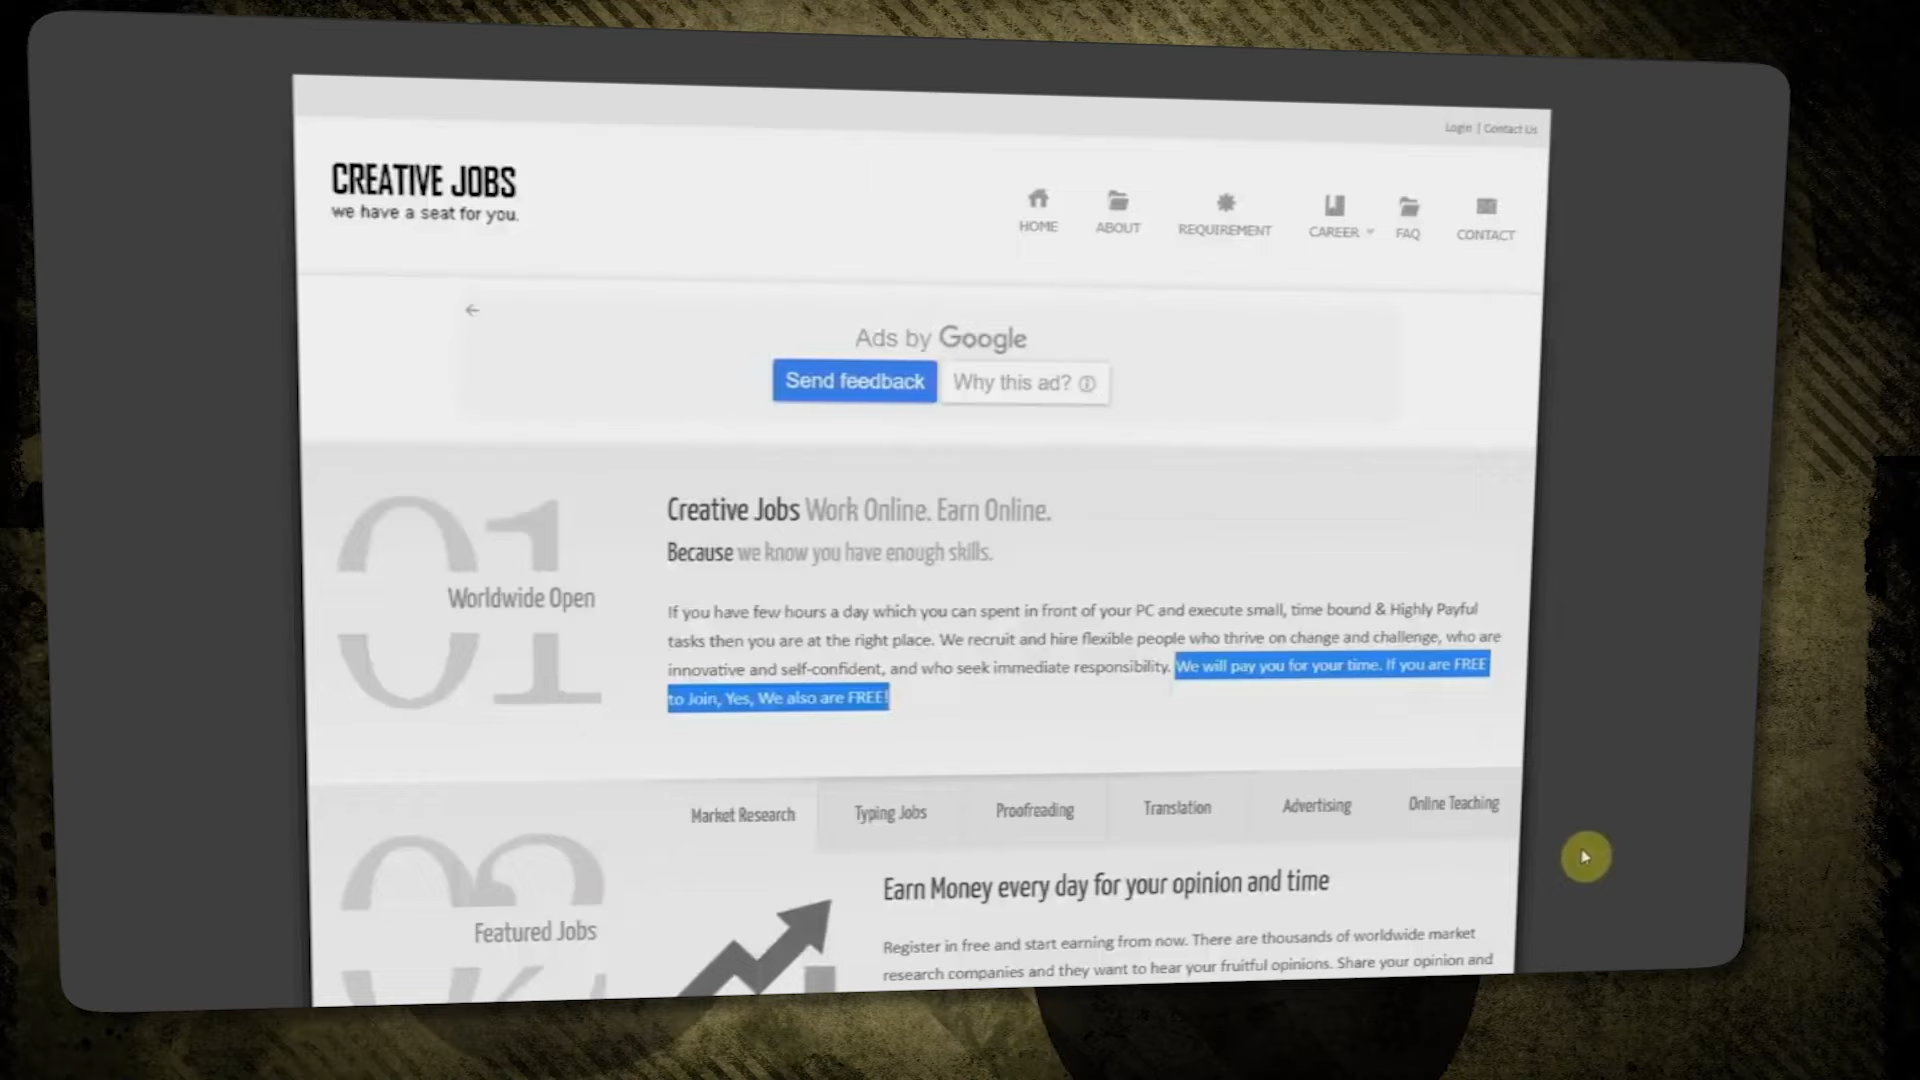 Login | Contact Us
CREATIVE JOBS
we have a seat for you.
HOME
ABOUT
REQUIREMENT
CAREER
FAQ
CONTACT
Ads by Google
Send feedback
Why this ad?
01
Worldwide Open
Creative Jobs Work Online. Earn Online.
Because we know you have enough skills.
If you have few hours a day which you can spent in front of your PC and execute small, time bound & Highly Payful
tasks then you are at the right place. We recruit and hire flexible people who thrive on change and challenge, who are
innovative and self-confident, and who seek immediate responsibility. We will pay you for your time. If you are FREE
to Join, Yes, We also are FREE!
Market Research
Typing Jobs
Proofreading
Translation
Advertising
Online Teaching
02
Featured Jobs
Earn Money every day for your opinion and time
Register in free and start earning from now. There are thousands of worldwide market
research companies and they want to hear your fruitful opinions. Share your opinion and